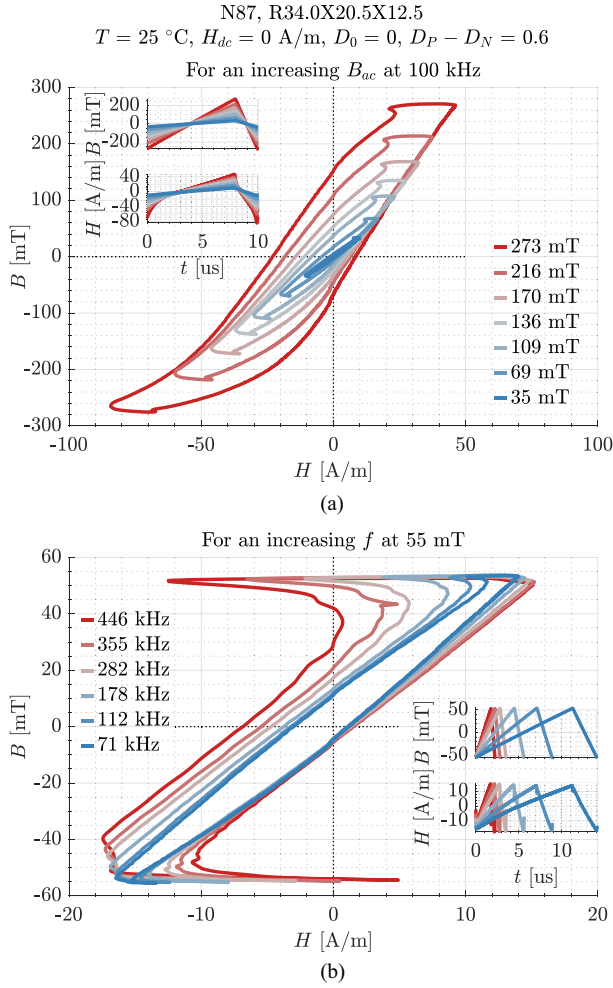 N87, R34.0X20.5X12.5
T = 25 °C, H_dc = 0 A/m, D_0 = 0, D_P − D_N = 0.6
For an increasing B_ac at 100 kHz
300
200
100
0
-100
-200
-300
B [mT]
200
0
-200
B [mT]
40
0
-40
-80
H [A/m]
0 5 10
t [us]
273 mT
216 mT
170 mT
136 mT
109 mT
69 mT
35 mT
-100 -50 0 50 100
H [A/m]
(a)
For an increasing f at 55 mT
60
40
20
0
-20
-40
-60
B [mT]
446 kHz
355 kHz
282 kHz
178 kHz
112 kHz
71 kHz
50
0
-50
B [mT]
10
0
-10
H [A/m]
0 5 10
t [us]
-20 -10 0 10 20
H [A/m]
(b)